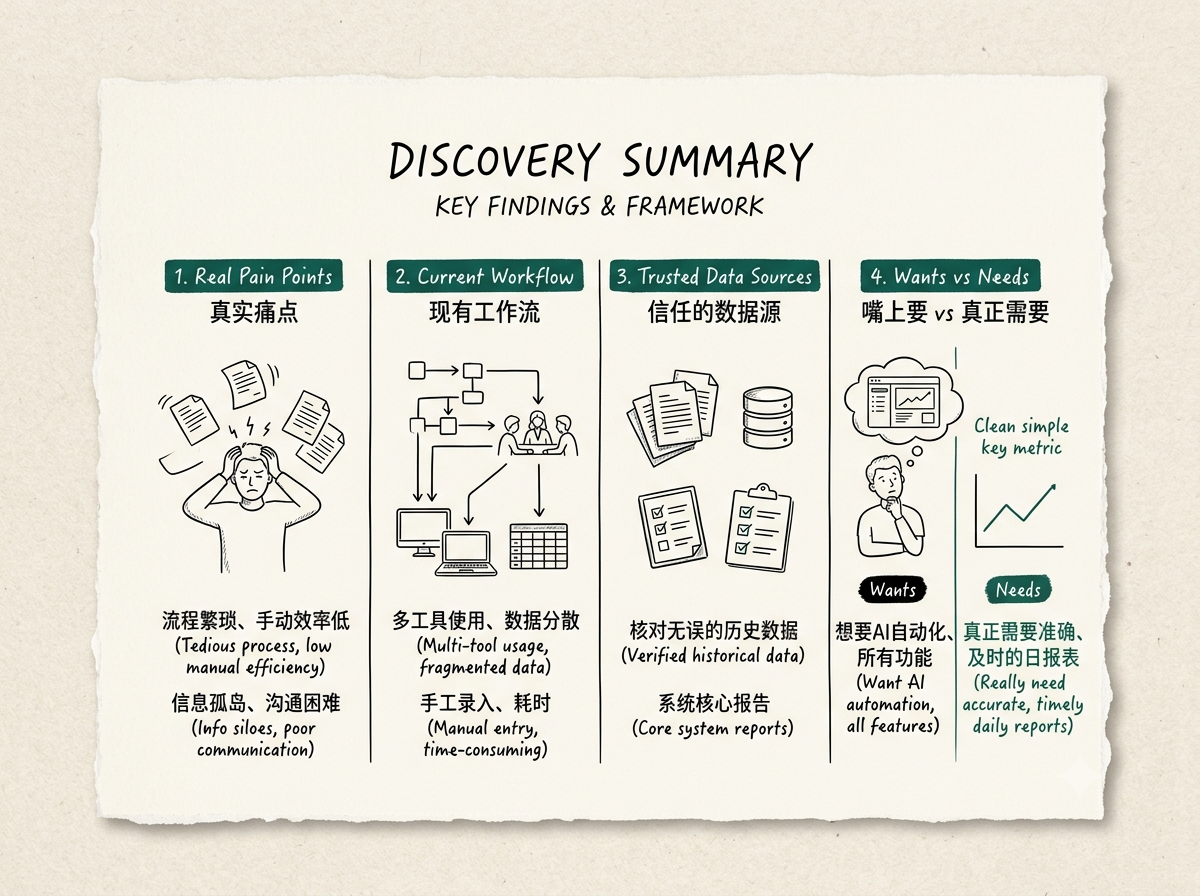 DISCOVERY SUMMARY
KEY FINDINGS & FRAMEWORK
1. Real Pain Points
真实痛点
流程繁琐、手动效率低
(Tedious process, low
manual efficiency)
信息孤岛、沟通困难
(Info siloes, poor
communication)
2. Current Workflow
现有工作流
多工具使用、数据分散
(Multi-tool usage,
fragmented data)
手工录入、耗时
(Manual entry,
time-consuming)
3. Trusted Data Sources
信任的数据源
核对无误的历史数据
(Verified historical data)
系统核心报告
(Core system reports)
4. Wants vs Needs
嘴上要 vs 真正需要
Wants
想要AI自动化、
所有功能
(Want AI
automation,
all features)
Clean simple
key metric
Needs
真正需要准确、
及时的日报表
(Really need
accurate, timely
daily reports)